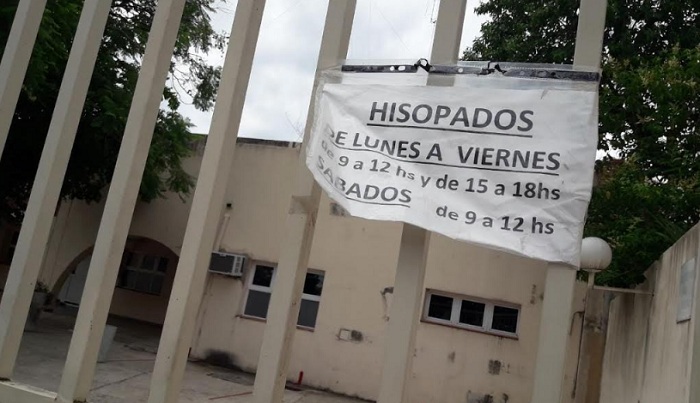 HISOPADOS
DE LUNES A VIERNES
de 9 a 12 hs y de 15 a 18hs
SABADOS de 9 a 12 hs